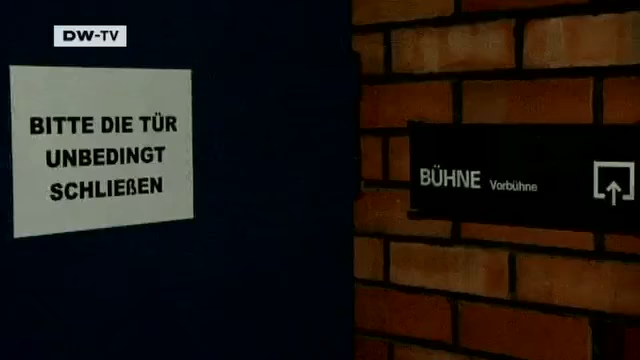 DW-TV
BITTE DIE TÜR
UNBEDINGT
SCHLIEßEN
BÜHNE Vorbühne